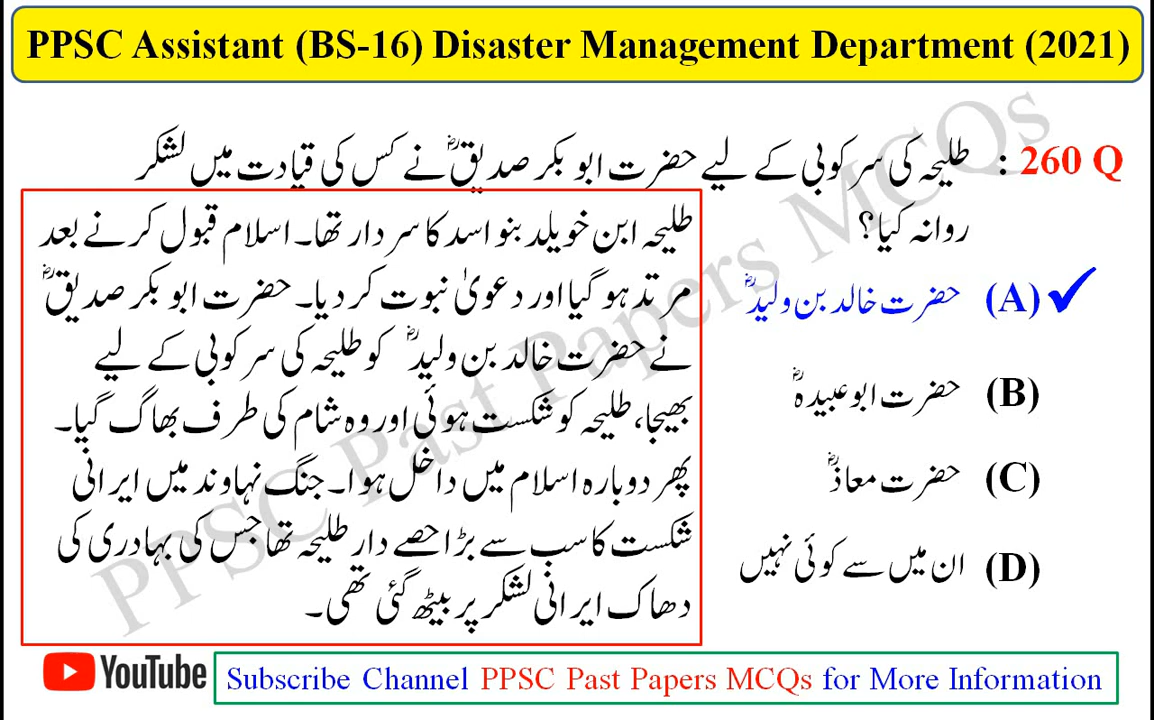 PPSC Assistant (BS-16) Disaster Management Department (2021)
260 Q : طلیحہ کی سرکوبی کے لیے حضرت ابو بکر صدیقؓ نے کس کی قیادت میں لشکر
روانہ کیا؟
(A) حضرت خالد بن ولیدؓ
(B) حضرت ابو عبیدہؓ
(C) حضرت معاذؓ
(D) ان میں سے کوئی نہیں
طلیحہ ابن خویلد بنو اسد کا سردار تھا۔ اسلام قبول کرنے بعد
مرتد ہو گیا اور دعویٰ نبوت کر دیا۔ حضرت ابو بکر صدیقؓ
نے حضرت خالد بن ولیدؓ کو طلیحہ کی سرکوبی کے لیے
بھیجا، طلیحہ کو شکست ہوئی اور وہ شام کی طرف بھاگ گیا۔
پھر دوبارہ اسلام میں داخل ہوا۔ جنگ نہاوند میں ایرانی
شکست کا سب سے بڑا حصے دار طلیحہ تھا جس کی بہادری کی
دھاک ایرانی لشکر پر بیٹھ گئی تھی۔
PPSC Past Papers MCQs
YouTube
Subscribe Channel PPSC Past Papers MCQs for More Information